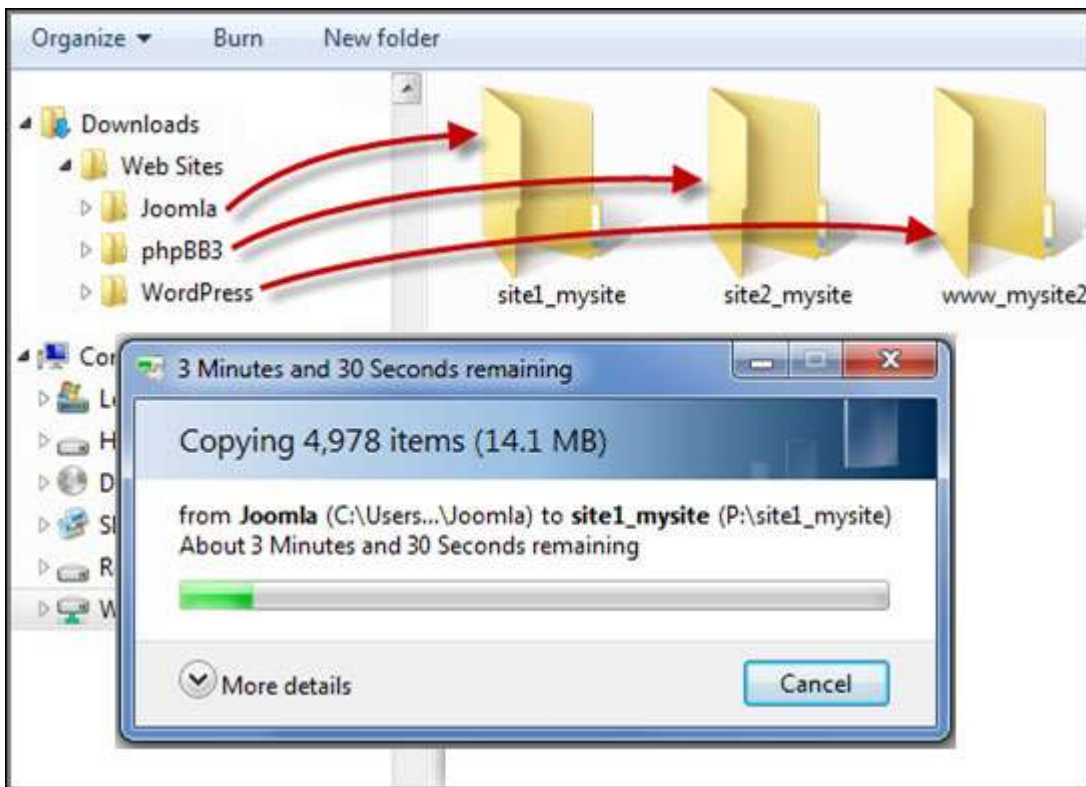 Organize Burn New folder
Downloads
Web Sites
Joomla
phpBB3
WordPress
site1_mysite site2_mysite www_mysite2
3 Minutes and 30 Seconds remaining
Copying 4,978 items (14.1 MB)
from Joomla (C:\Users...\Joomla) to site1_mysite (P:\site1_mysite)
About 3 Minutes and 30 Seconds remaining
More details
Cancel